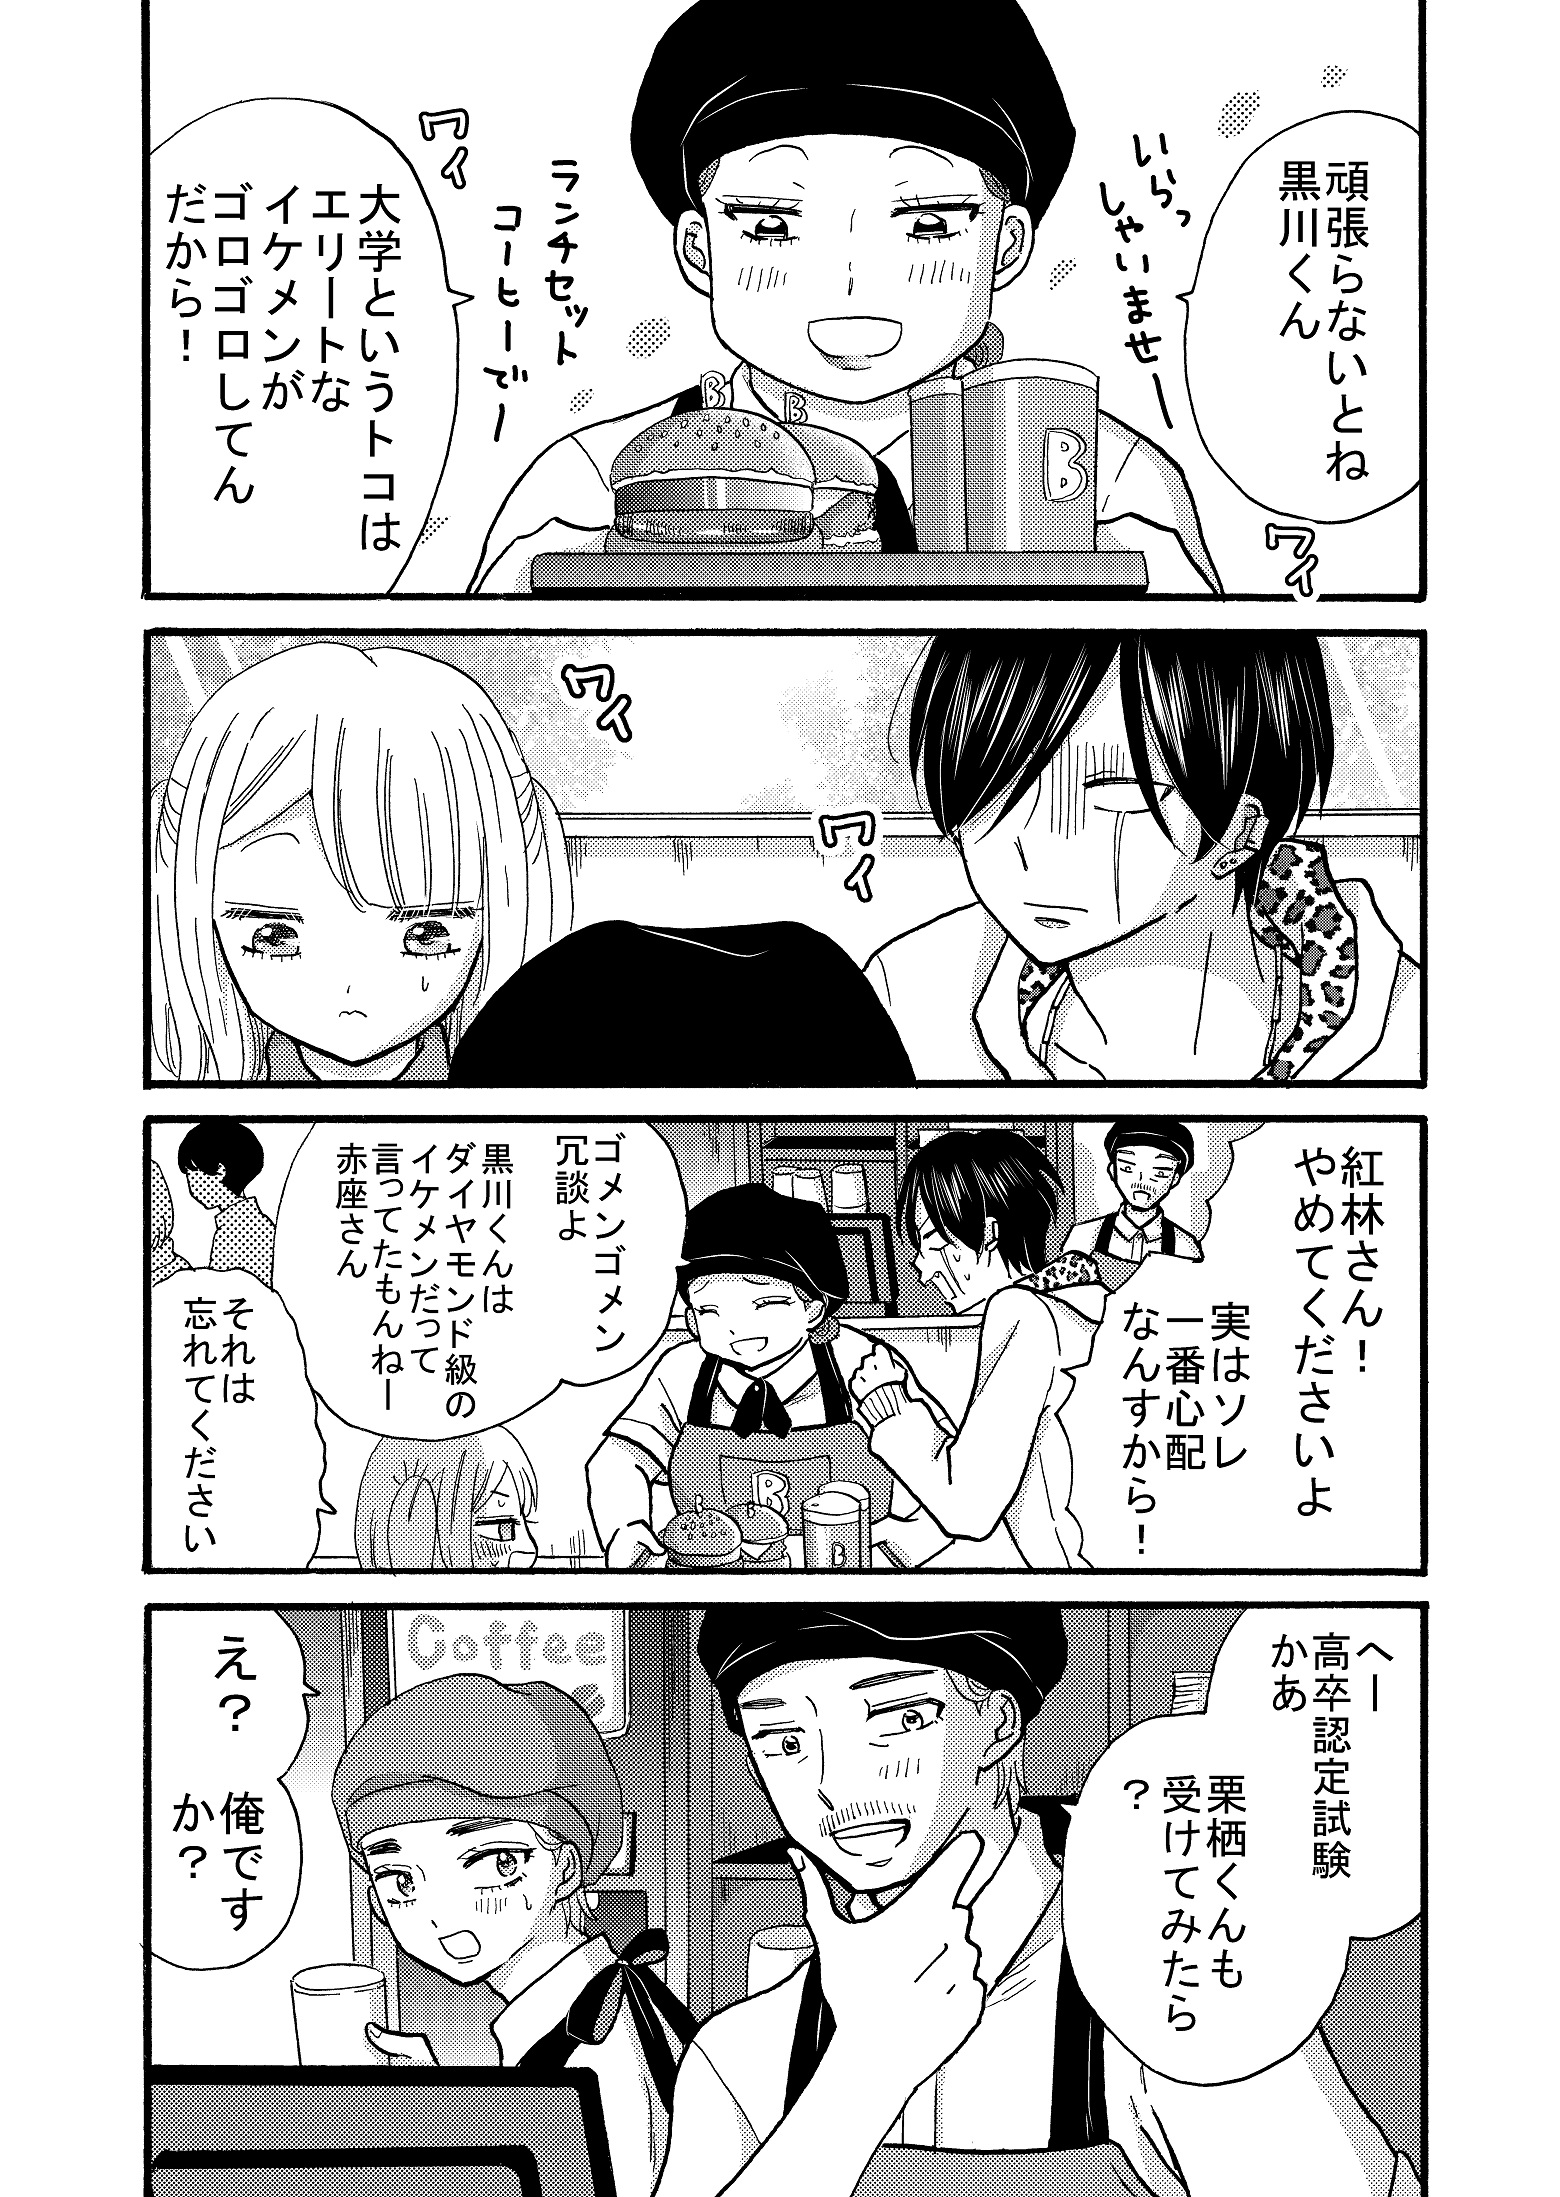 頑張らないとね
黒川くん
いらっ
しゃいませー
ランチセット
コーヒーでー
ワイ
ワイ
大学というトコは
エリートな
イケメンが
ゴロゴロしてん
だから！
B
B
B
ワイ
ワイ
紅林さん！
やめてくださいよ
実はソレ
一番心配
なんすから！
ゴメンゴメン
冗談よ
黒川くんは
ダイヤモンド級の
イケメンだって
言ってたもんねー
赤座さん
それは
忘れてください
B
B
B
へー
高卒認定試験
かあ
栗栖くんも
受けてみたら
？
Coffee
え？
俺です
か？